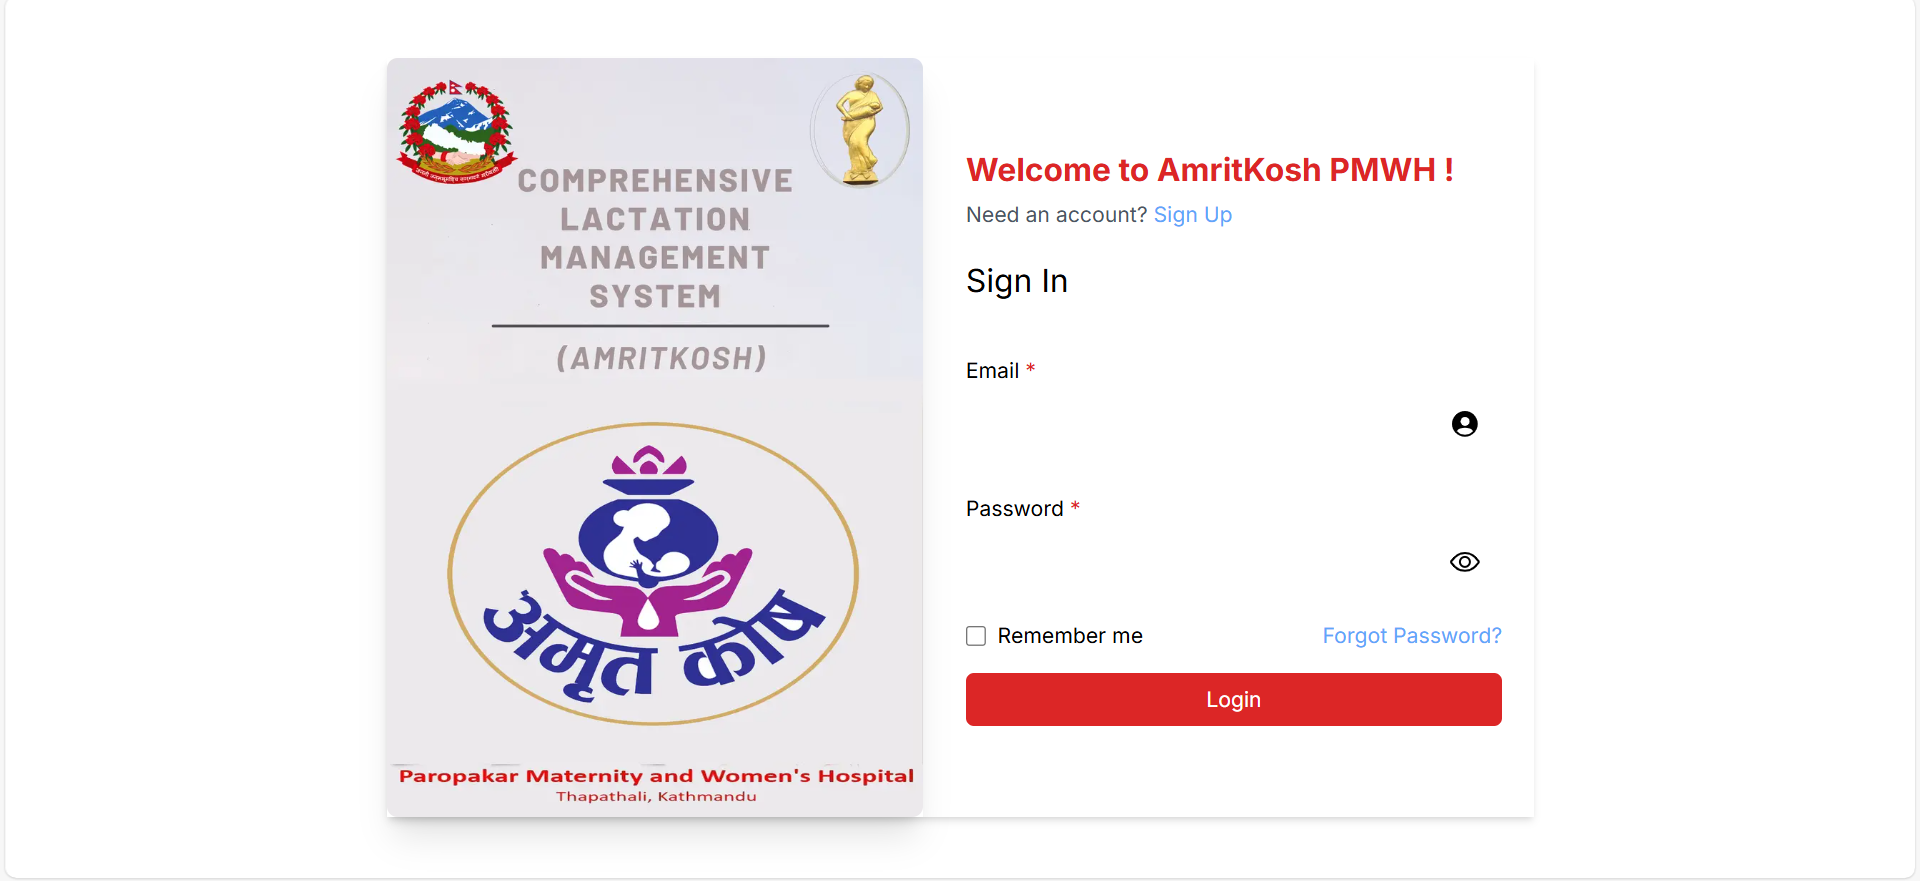 COMPREHENSIVE
LACTATION
MANAGEMENT
SYSTEM
(AMRITKOSH)
अमृत कोष
Paropakar Maternity and Women's Hospital
Thapathali, Kathmandu
Welcome to AmritKosh PMWH !
Need an account? Sign Up
Sign In
Email *
Password *
Remember me
Forgot Password?
Login